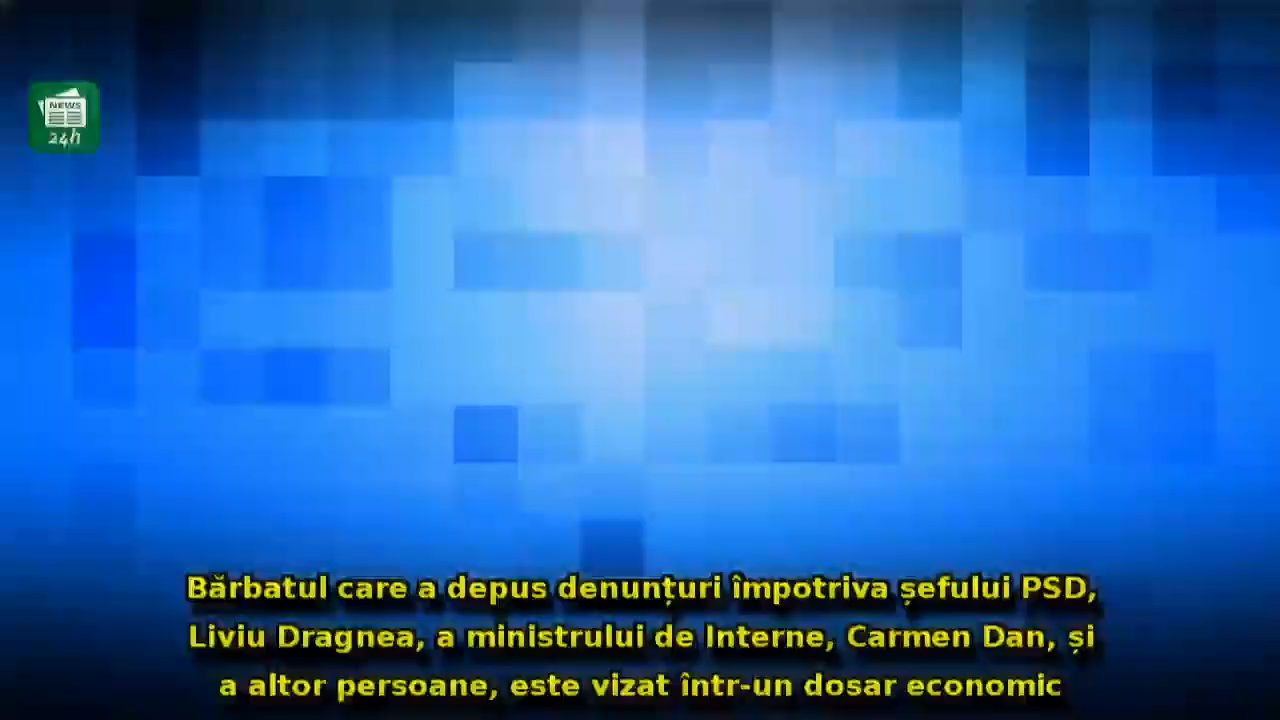 NEWS
24h
Bărbatul care a depus denunțuri împotriva șefului PSD,
Liviu Dragnea, a ministrului de Interne, Carmen Dan, și
a altor persoane, este vizat într-un dosar economic